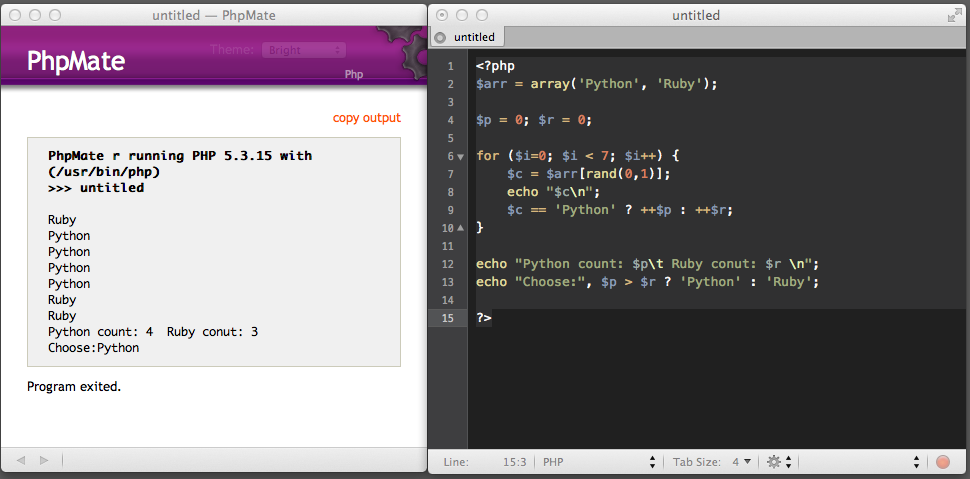 untitled — PhpMate
Theme: Bright
PhpMate
Php
copy output
PhpMate r running PHP 5.3.15 with
(/usr/bin/php)
>>> untitled
Ruby
Python
Python
Python
Python
Ruby
Ruby
Python count: 4  Ruby conut: 3
Choose:Python
Program exited.
untitled
untitled
1 <?php
2 $arr = array('Python', 'Ruby');
3
4 $p = 0; $r = 0;
5
6 for ($i=0; $i < 7; $i++) {
7     $c = $arr[rand(0,1)];
8     echo "$c\n";
9     $c == 'Python' ? ++$p : ++$r;
10 }
11
12 echo "Python count: $p\t Ruby conut: $r \n";
13 echo "Choose:", $p > $r ? 'Python' : 'Ruby';
14
15 ?>
Line: 15:3 PHP Tab Size: 4